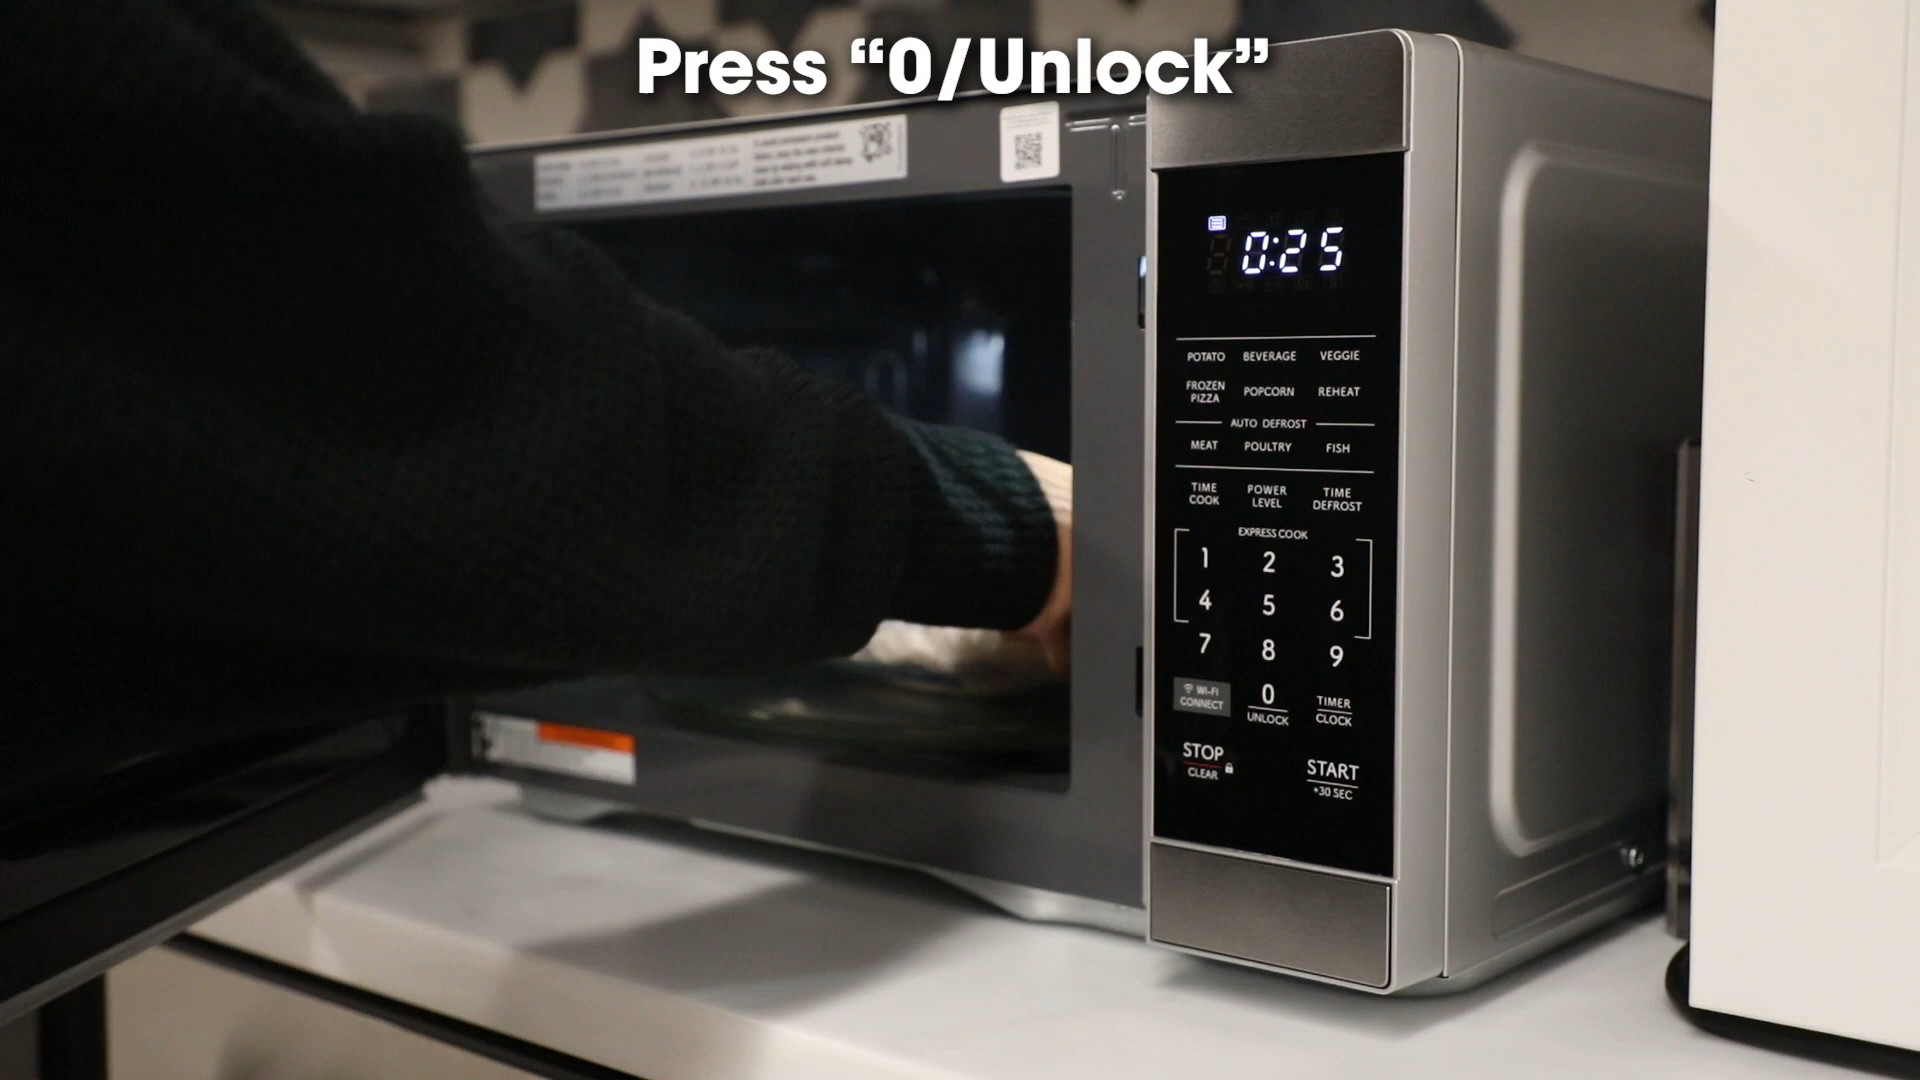 Press “0/Unlock”
0:25
POTATO BEVERAGE VEGGIE
FROZEN PIZZA POPCORN REHEAT
AUTO DEFROST
MEAT POULTRY FISH
TIME COOK POWER LEVEL TIME DEFROST
EXPRESS COOK
1 2 3
4 5 6
7 8 9
WI-FI CONNECT 0 UNLOCK TIMER CLOCK
STOP CLEAR START +30 SEC